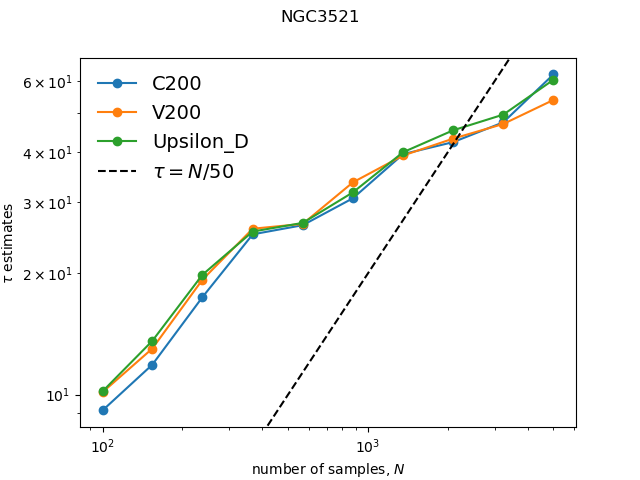 NGC3521
C200
V200
Upsilon_D
τ = N/50
6 × 10¹
4 × 10¹
3 × 10¹
2 × 10¹
10¹
τ estimates
10²
10³
number of samples, N